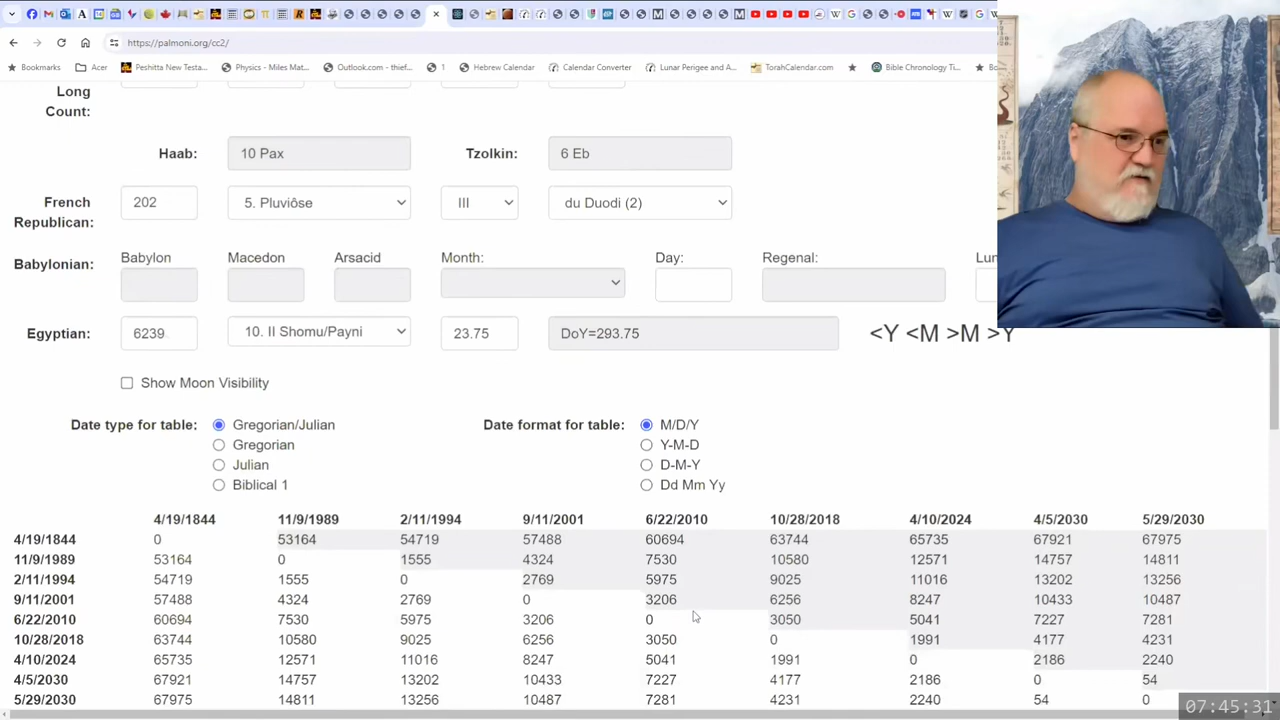 https://palmoni.org/cc2/
Bookmarks Acer Peshitta New Testa... Physics - Miles Mat... Outlook.com - thief... 1 Hebrew Calendar Calendar Converter Lunar Perigee and A... TorahCalendar.com Bible Chronology Ti...
Long
Count:
Haab: 10 Pax Tzolkin: 6 Eb
French
Republican: 202 5. Pluviôse III du Duodi (2)
Babylonian: Babylon Macedon Arsacid Month: Day: Regenal:
Egyptian: 6239 10. II Shomu/Payni 23.75 DoY=293.75 <Y <M >M >Y
Show Moon Visibility
Date type for table: Gregorian/Julian Date format for table: M/D/Y
Gregorian Y-M-D
Julian D-M-Y
Biblical 1 Dd Mm Yy
4/19/1844 11/9/1989 2/11/1994 9/11/2001 6/22/2010 10/28/2018 4/10/2024 4/5/2030 5/29/2030
4/19/1844 0 53164 54719 57488 60694 63744 65735 67921 67975
11/9/1989 53164 0 1555 4324 7530 10580 12571 14757 14811
2/11/1994 54719 1555 0 2769 5975 9025 11016 13202 13256
9/11/2001 57488 4324 2769 0 3206 6256 8247 10433 10487
6/22/2010 60694 7530 5975 3206 0 3050 5041 7227 7281
10/28/2018 63744 10580 9025 6256 3050 0 1991 4177 4231
4/10/2024 65735 12571 11016 8247 5041 1991 0 2186 2240
4/5/2030 67921 14757 13202 10433 7227 4177 2186 0 54
5/29/2030 67975 14811 13256 10487 7281 4231 2240 54 0
07:45:31